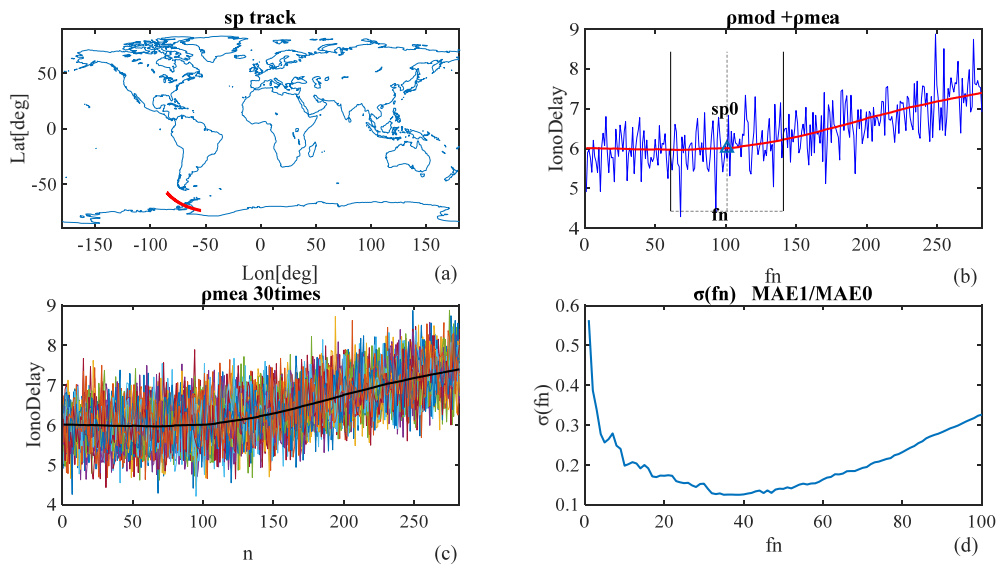 sp track
Lat[deg]
50
0
-50
-150 -100 -50 0 50 100 150
Lon[deg]
(a)
ρmod +ρmea
IonoDelay
9
8
7
6
5
4
sp0
fn
0 50 100 150 200 250
fn
(b)
ρmea 30times
IonoDelay
9
8
7
6
5
4
0 50 100 150 200 250
n
(c)
σ(fn) MAE1/MAE0
σ(fn)
0.6
0.5
0.4
0.3
0.2
0.1
0 20 40 60 80 100
fn
(d)